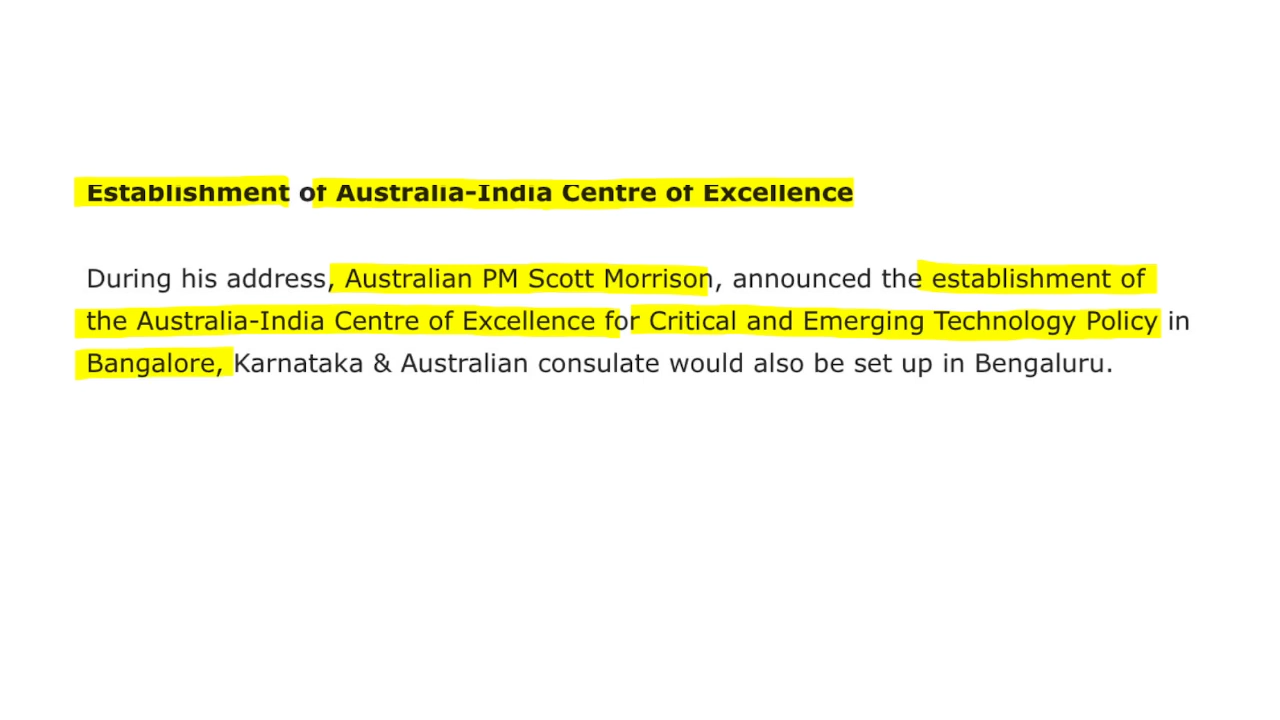 Establishment of Australia-India Centre of Excellence
During his address, Australian PM Scott Morrison, announced the establishment of
the Australia-India Centre of Excellence for Critical and Emerging Technology Policy in
Bangalore, Karnataka & Australian consulate would also be set up in Bengaluru.